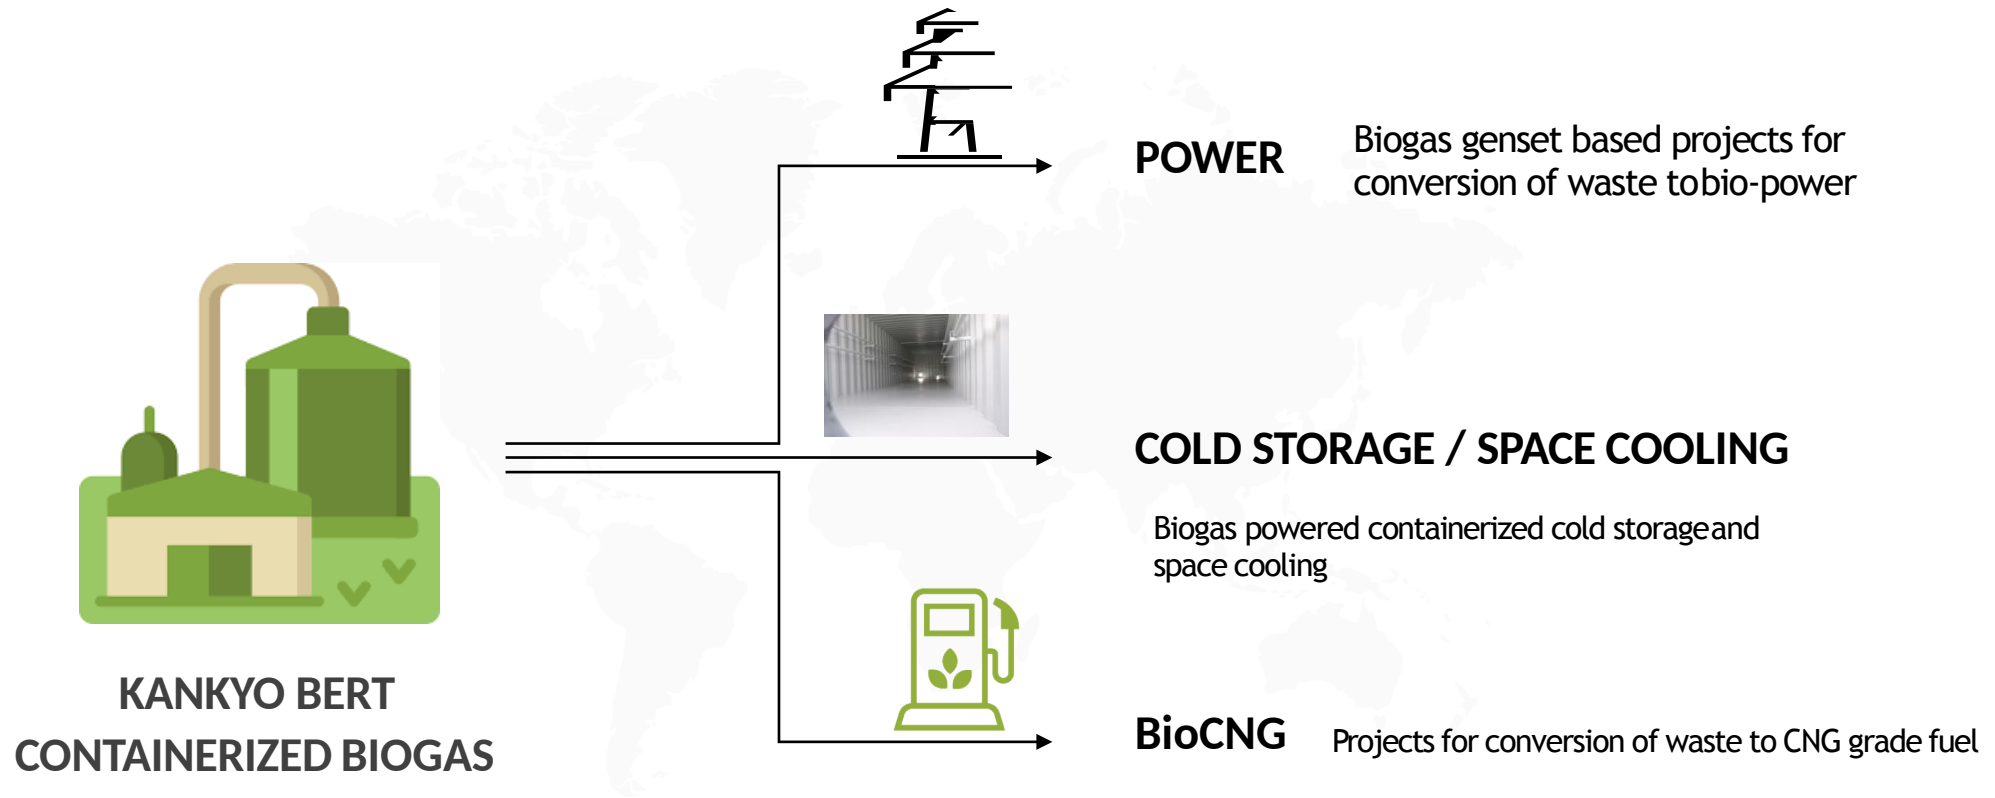 POWER
Biogas genset based projects for
conversion of waste tobio-power
COLD STORAGE / SPACE COOLING
Biogas powered containerized cold storageand
space cooling
KANKYO BERT
CONTAINERIZED BIOGAS
BioCNG
Projects for conversion of waste to CNG grade fuel